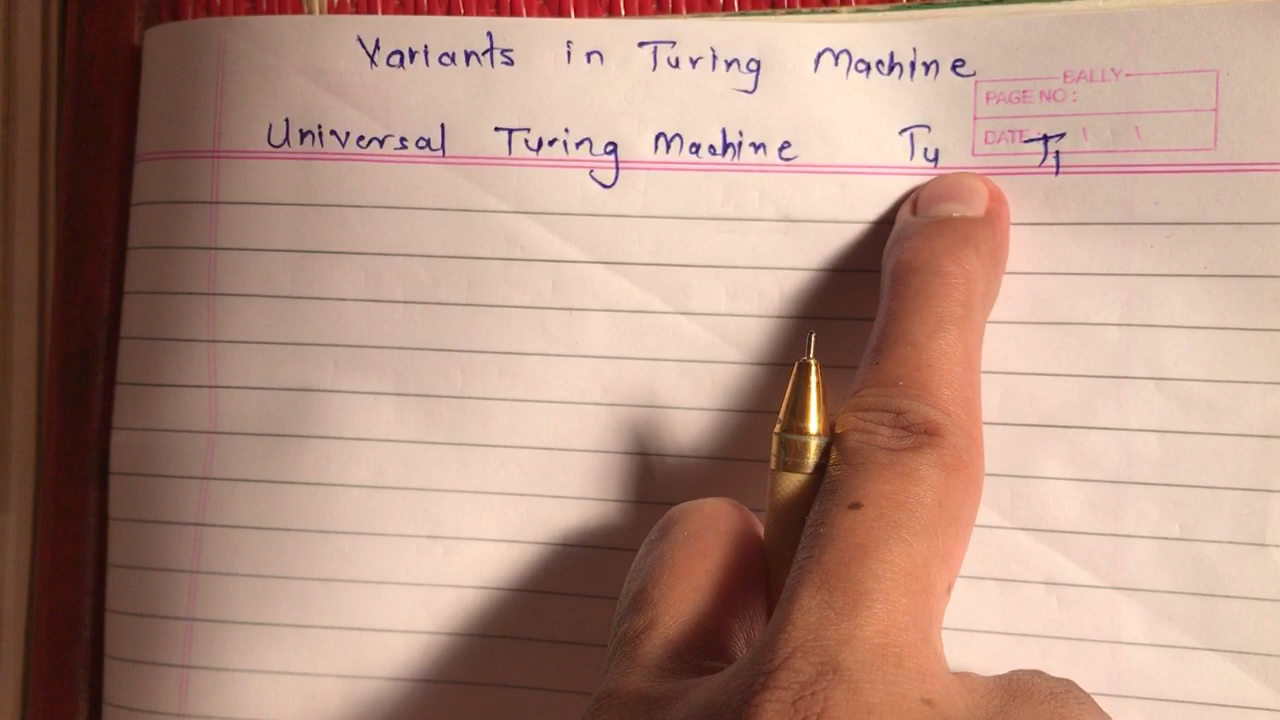 Variants in Turing Machine
BALLY
PAGE NO :
DATE :
Universal Turing Machine Tu T1